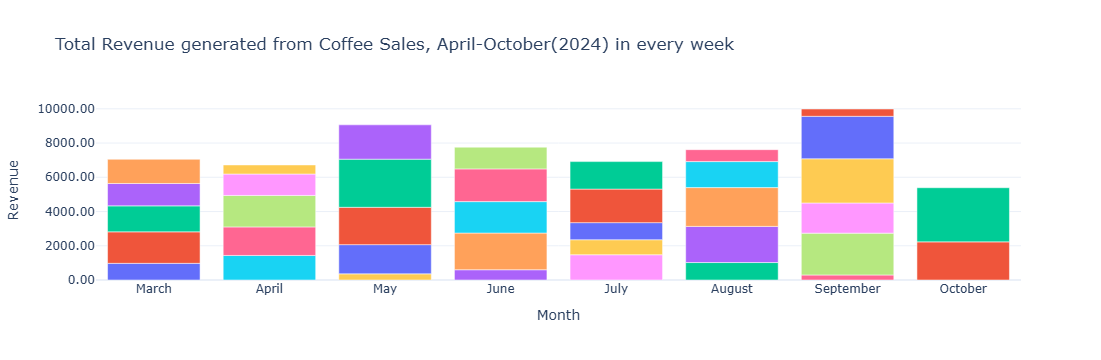 Total Revenue generated from Coffee Sales, April-October(2024) in every week
10000.00
8000.00
6000.00
4000.00
2000.00
0.00
Revenue
March April May June July August September October
Month